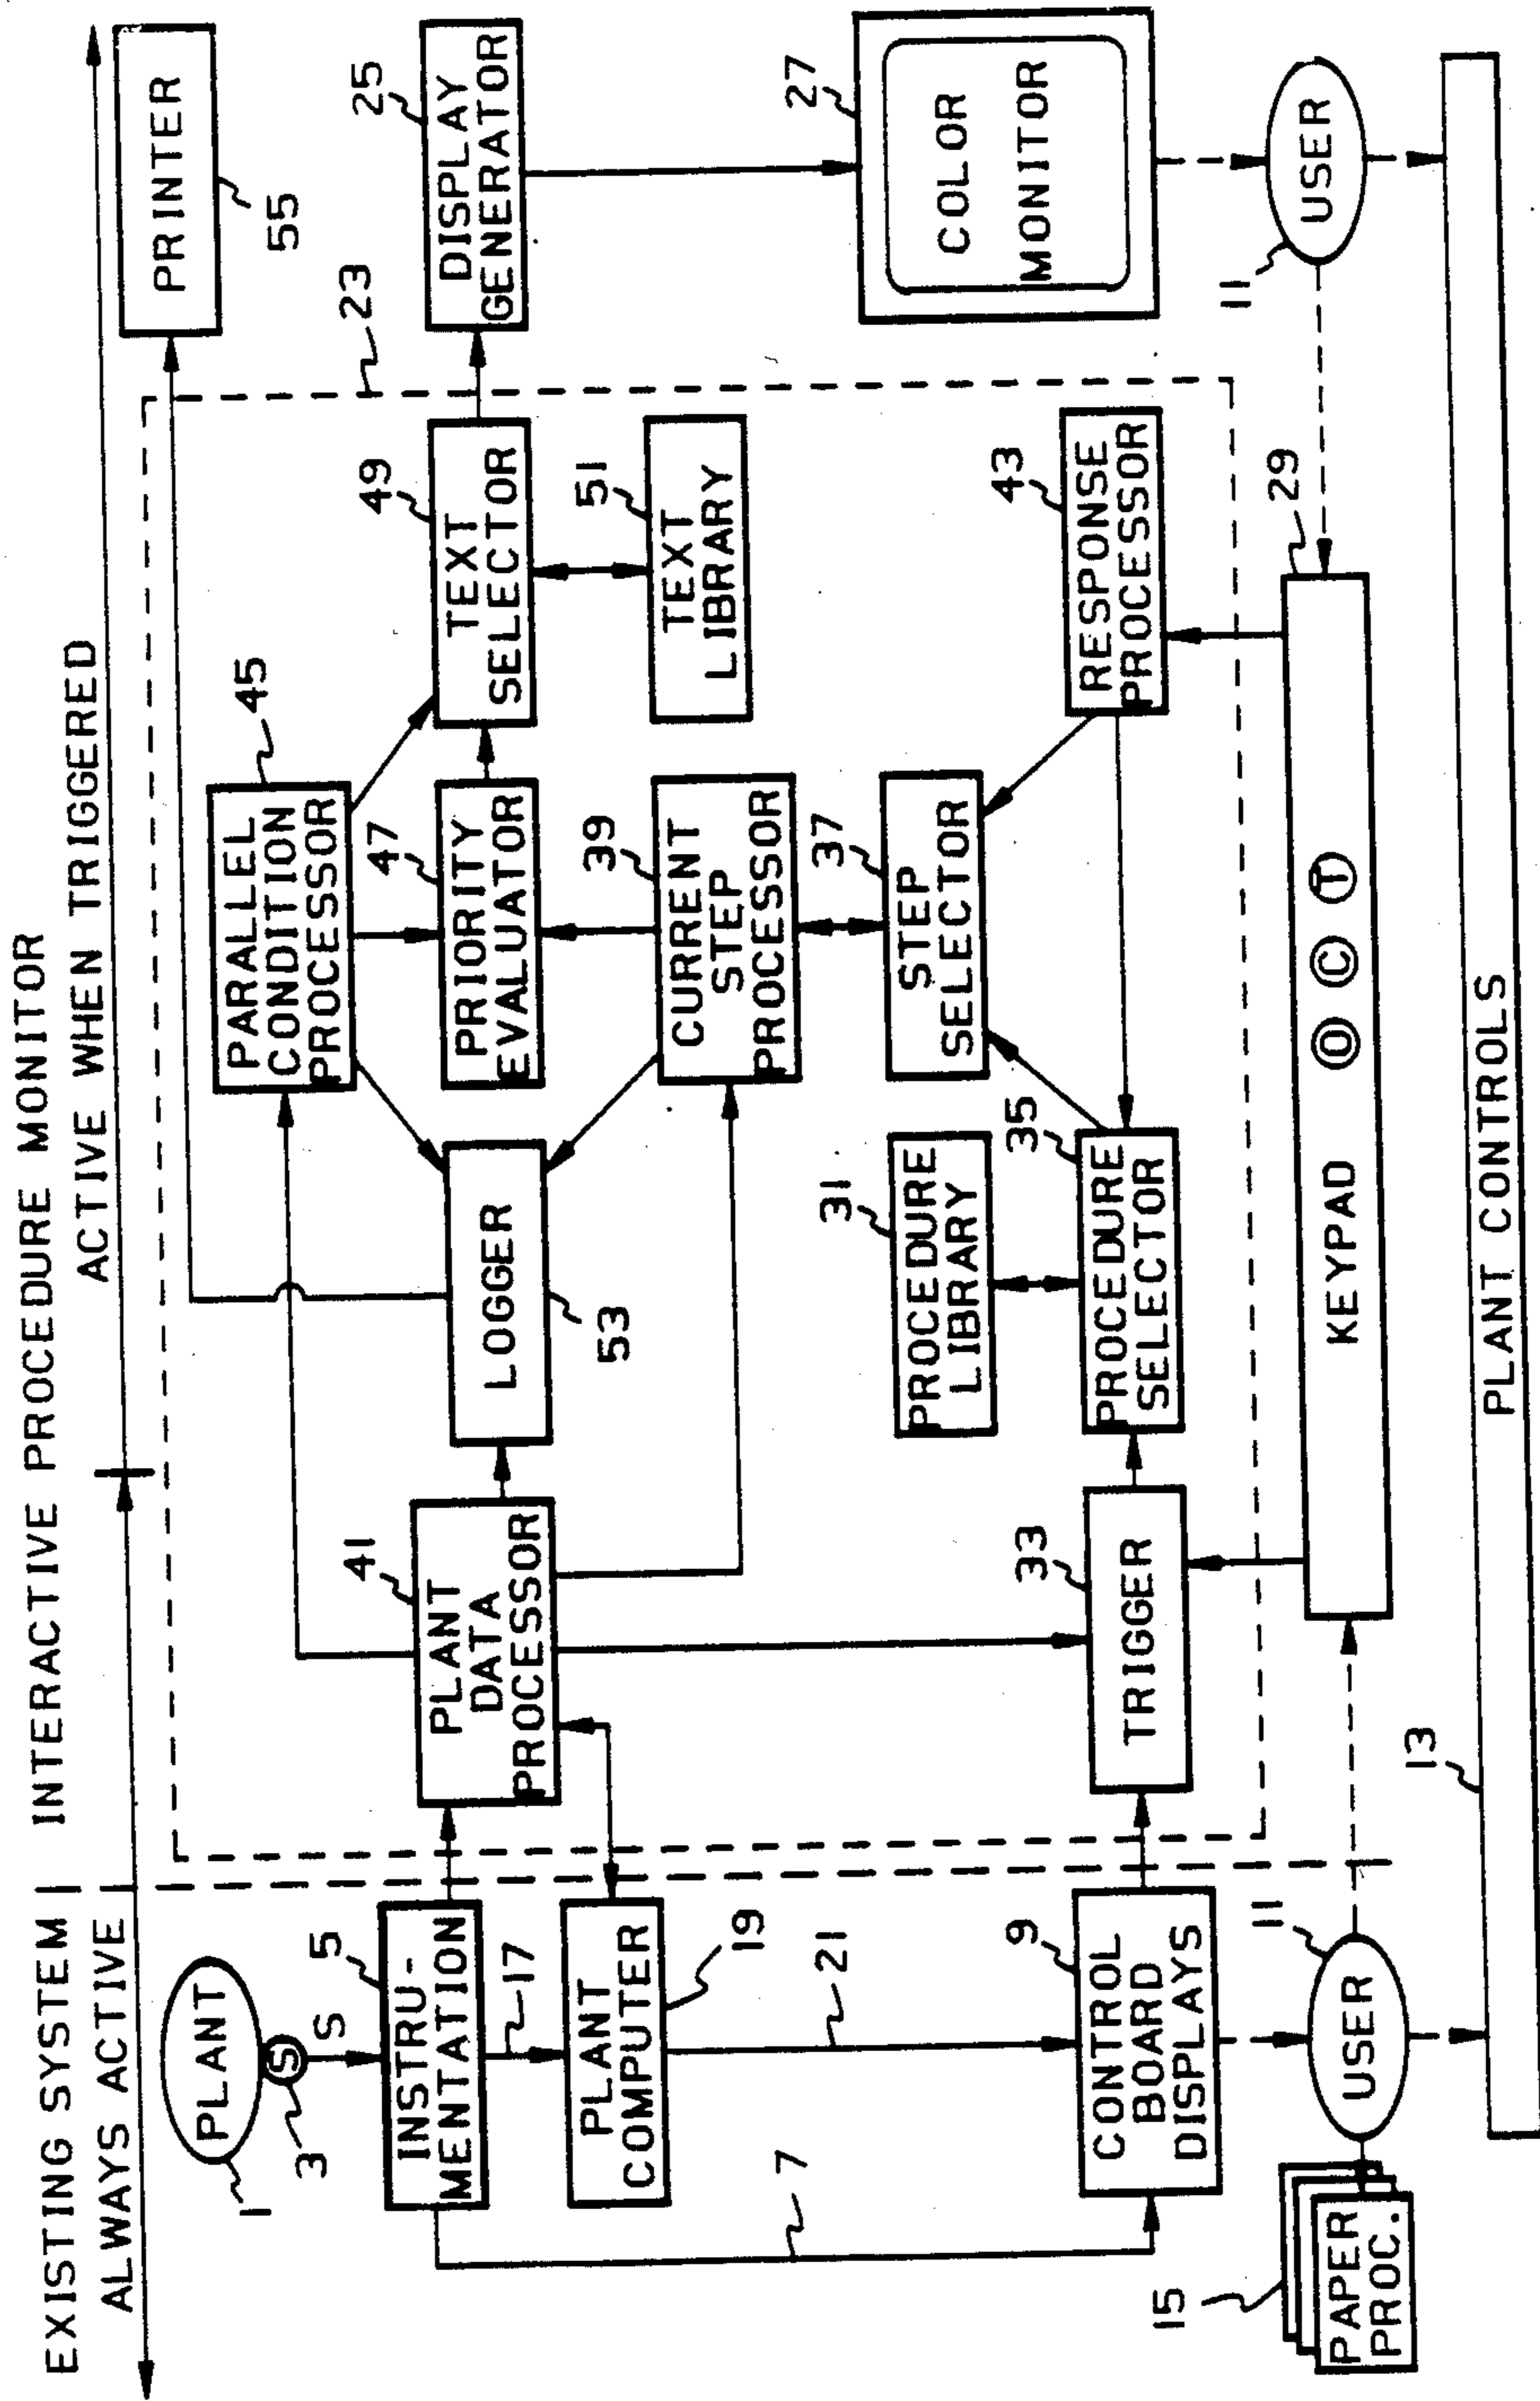 EXISTING SYSTEM
INTERACTIVE PROCEDURE MONITOR
ALWAYS ACTIVE
ACTIVE WHEN TRIGGERED
PLANT
1
S
3
S
INSTRU-
MENTATION
5
17
PLANT
COMPUTER
19
21
7
CONTROL
BOARD
DISPLAYS
9
USER
11
PAPER
PROC.
15
PLANT
DATA
PROCESSOR
41
TRIGGER
33
LOGGER
53
PROCEDURE
LIBRARY
31
PROCEDURE
SELECTOR
35
PARALLEL
CONDITION
PROCESSOR
45
PRIORITY
EVALUATOR
47
CURRENT
STEP
PROCESSOR
39
STEP
SELECTOR
37
TEXT
SELECTOR
49
TEXT
LIBRARY
51
RESPONSE
PROCESSOR
43
23
PRINTER
55
DISPLAY
GENERATOR
25
COLOR
MONITOR
27
USER
11
KEYPAD O C T
29
PLANT CONTROLS
13